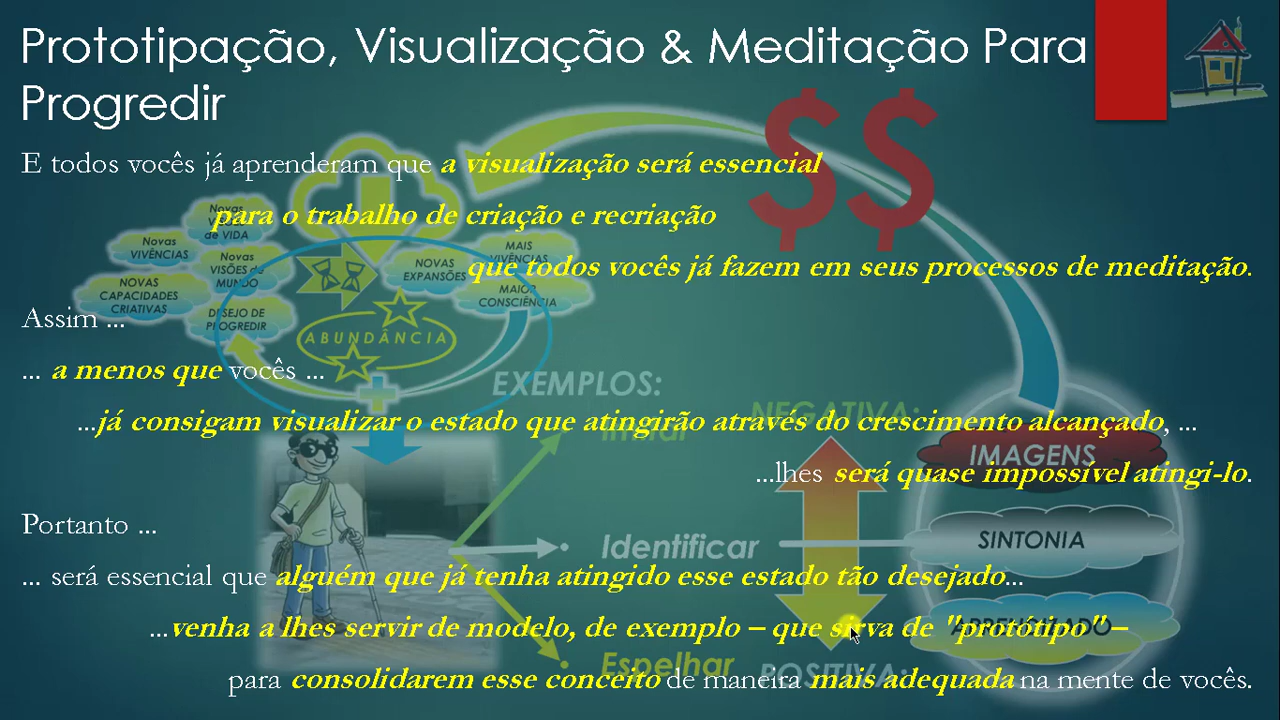 Prototipação, Visualização & Meditação Para
Progredir
E todos vocês já aprenderam que a visualização será essencial
para o trabalho de criação e recriação
que todos vocês já fazem em seus processos de meditação.
Assim ...
... a menos que vocês ...
...já consigam visualizar o estado que atingirão através do crescimento alcançado, ...
...lhes será quase impossível atingi-lo.
Portanto ...
... será essencial que alguém que já tenha atingido esse estado tão desejado...
...venha a lhes servir de modelo, de exemplo – que sirva de "protótipo" –
para consolidarem esse conceito de maneira mais adequada na mente de vocês.
$$
Novas
de VIDA
Novas
VIVÊNCIAS
Novas
VISÕES de
MUNDO
NOVAS
CAPACIDADES
CRIATIVAS
DESEJO DE
PROGREDIR
NOVAS
EXPANSÕES
MAIS
VIVÊNCIAS
MAIOR
CONSCIÊNCIA
ABUNDÂNCIA
EXEMPLOS:
NEGATIVA:
• Identificar
• Espelhar
POSITIVA:
IMAGENS
SINTONIA